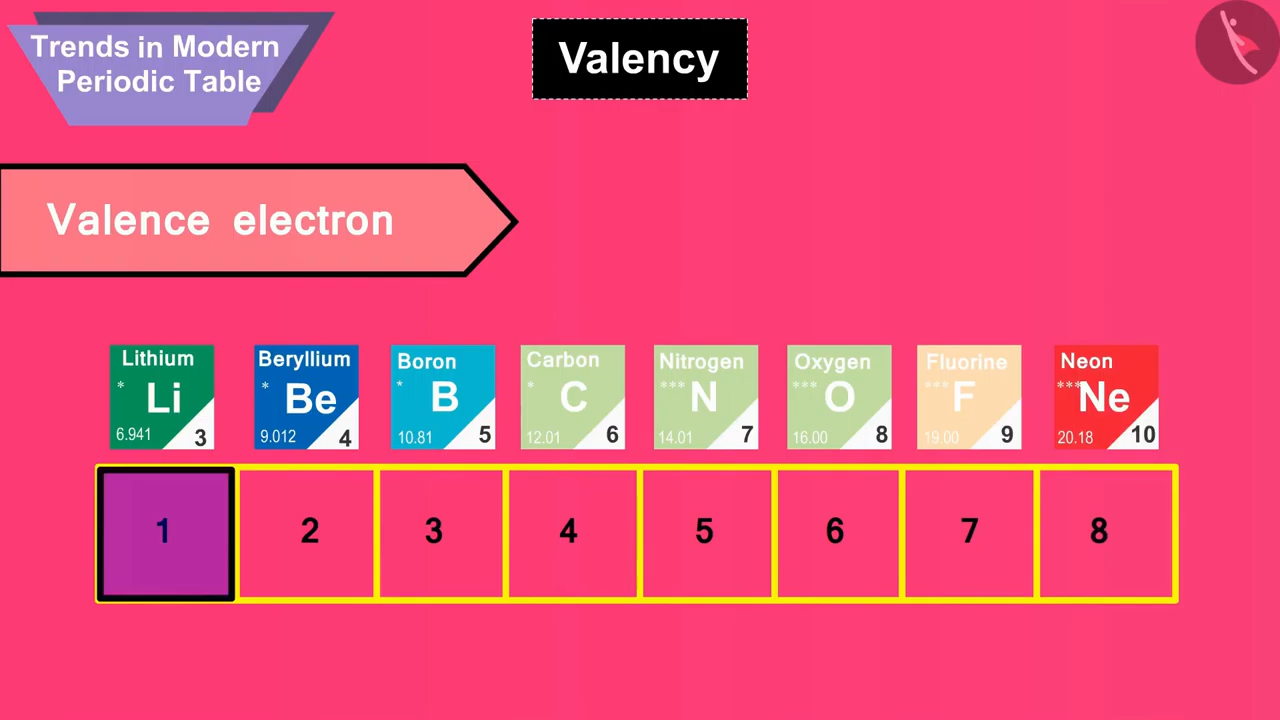 Trends in Modern
Periodic Table
Valency
Valence electron
Lithium Beryllium Boron Carbon Nitrogen Oxygen Fluorine Neon
* Li * Be * B * C *** N *** O *** F *** Ne
6.941 3 9.012 4 10.81 5 12.01 6 14.01 7 16.00 8 19.00 9 20.18 10
1 2 3 4 5 6 7 8